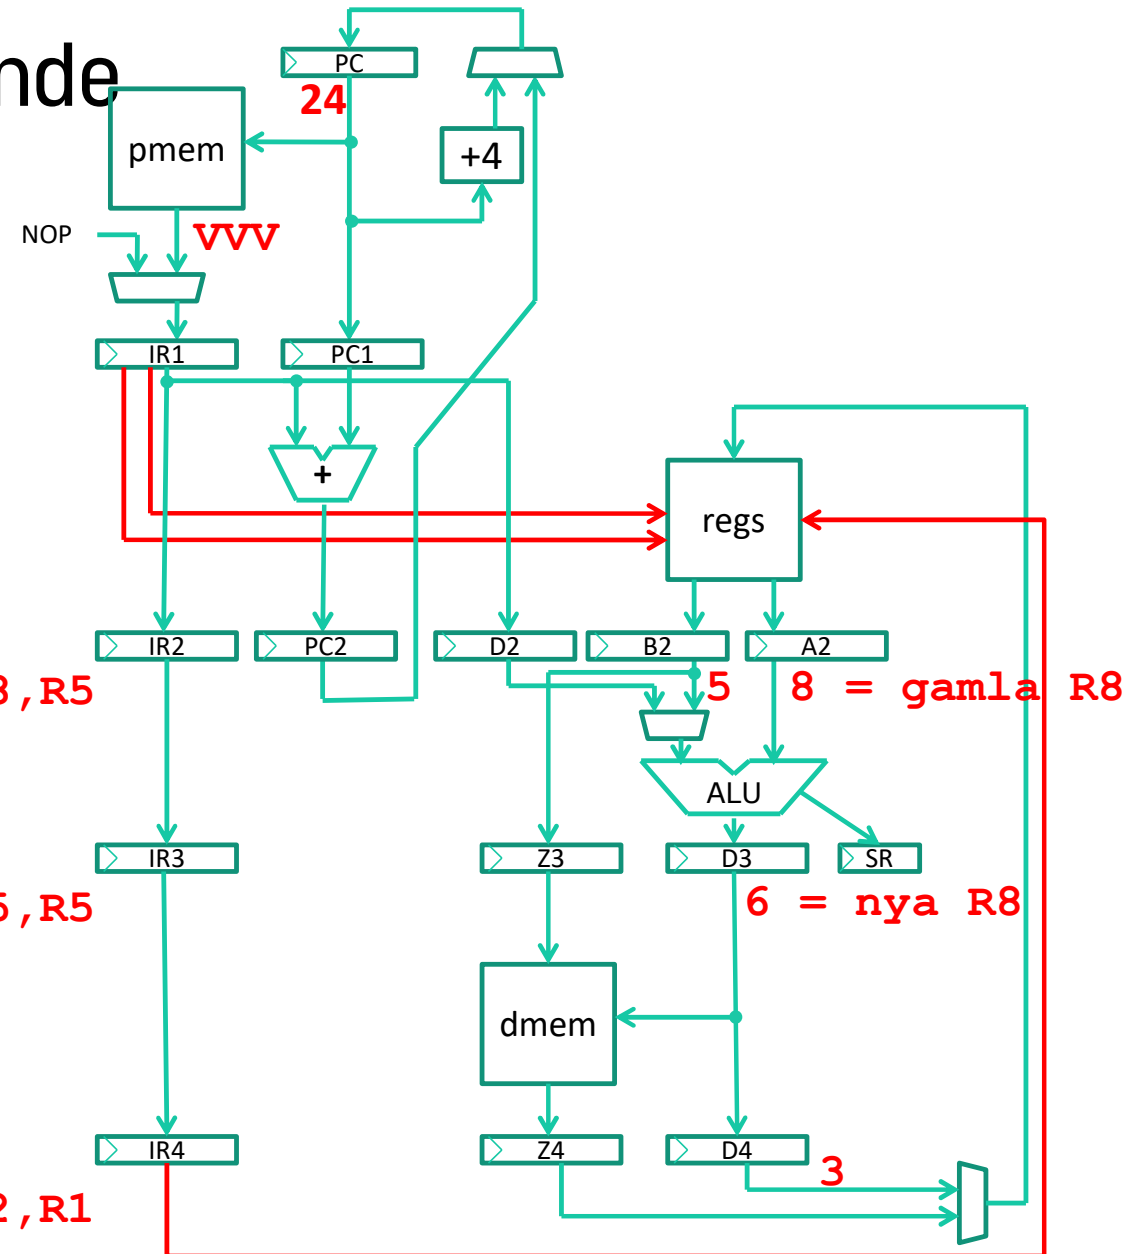 nde
PC
24
pmem
+4
NOP
vvv
IR1
PC1
+
regs
IR2
PC2
D2
B2
A2
,R5
5
8 = gamla R8
ALU
IR3
Z3
D3
SR
,R5
6 = nya R8
dmem
IR4
Z4
D4
3
2,R1